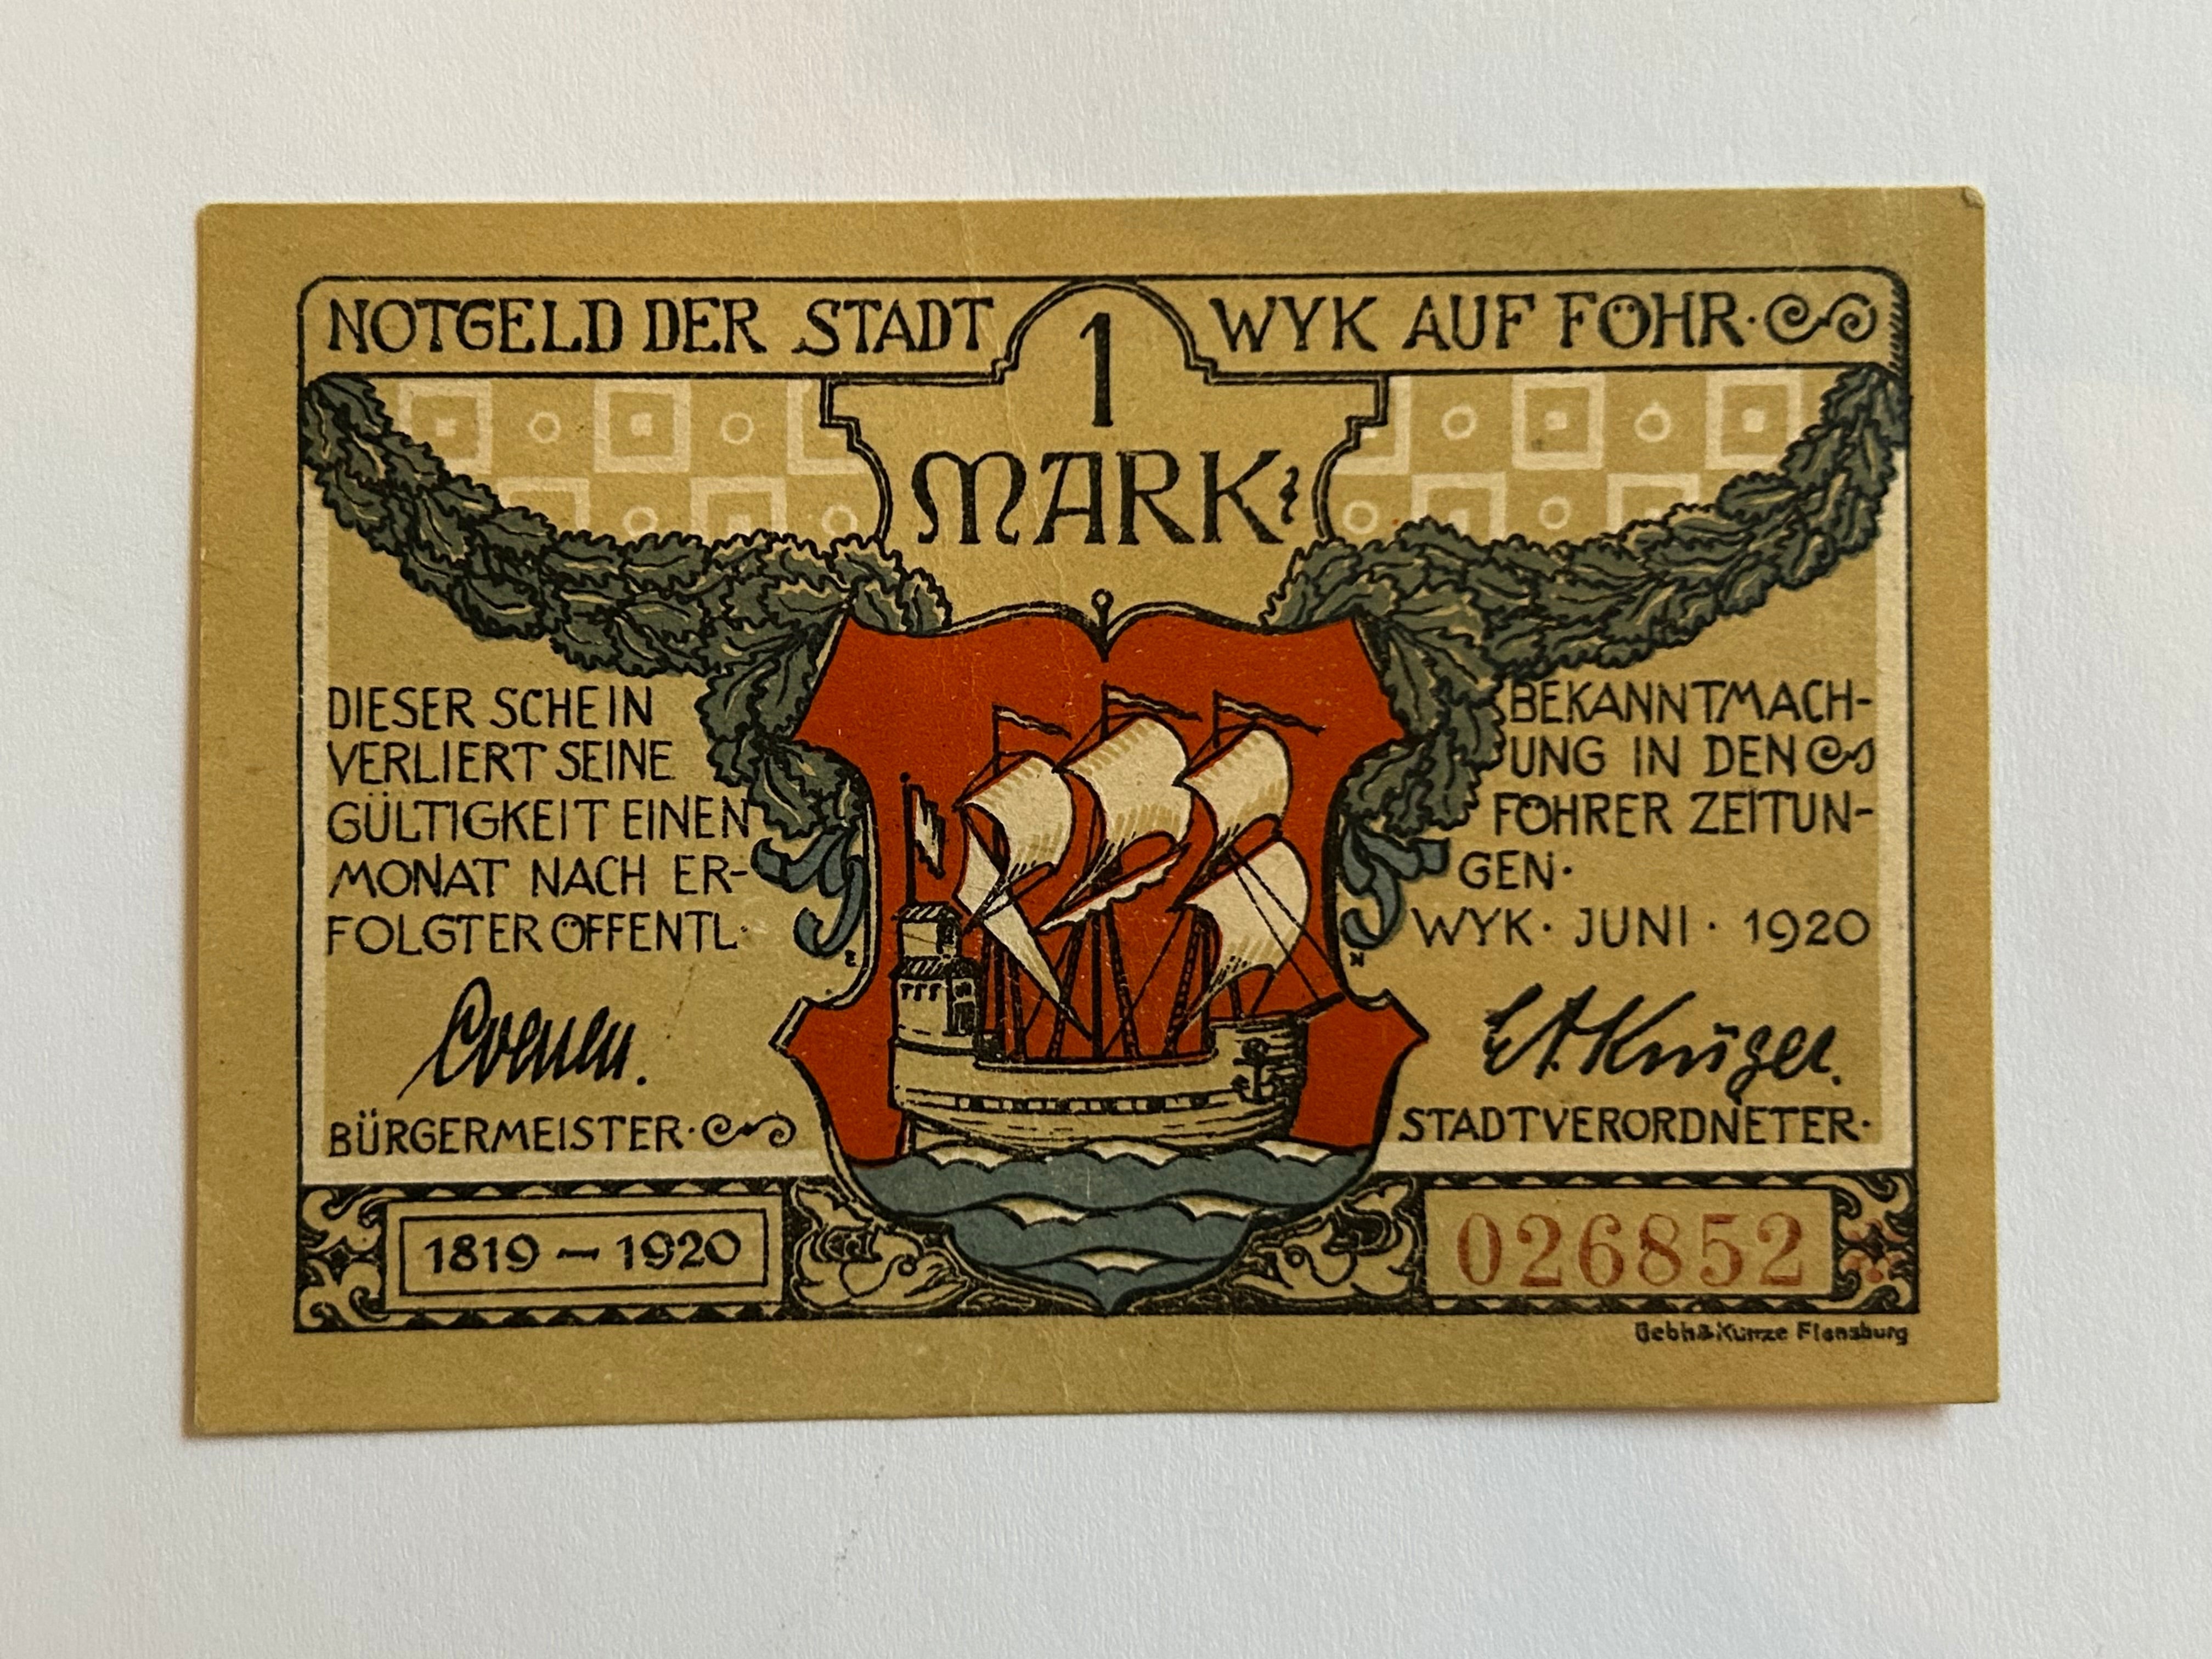 NOTGELD DER STADT WYK AUF FÖHR·
1
MARK
DIESER SCHEIN
VERLIERT SEINE
GÜLTIGKEIT EINEN
MONAT NACH ER-
FOLGTER ÖFFENTL·
BEKANNTMACH-
UNG IN DEN
FÖHRER ZEITUN-
GEN·
WYK· JUNI · 1920
BÜRGERMEISTER·
Krüger.
STADTVERORDNETER·
1819 — 1920
026852
Gebh&Kunze Flensburg